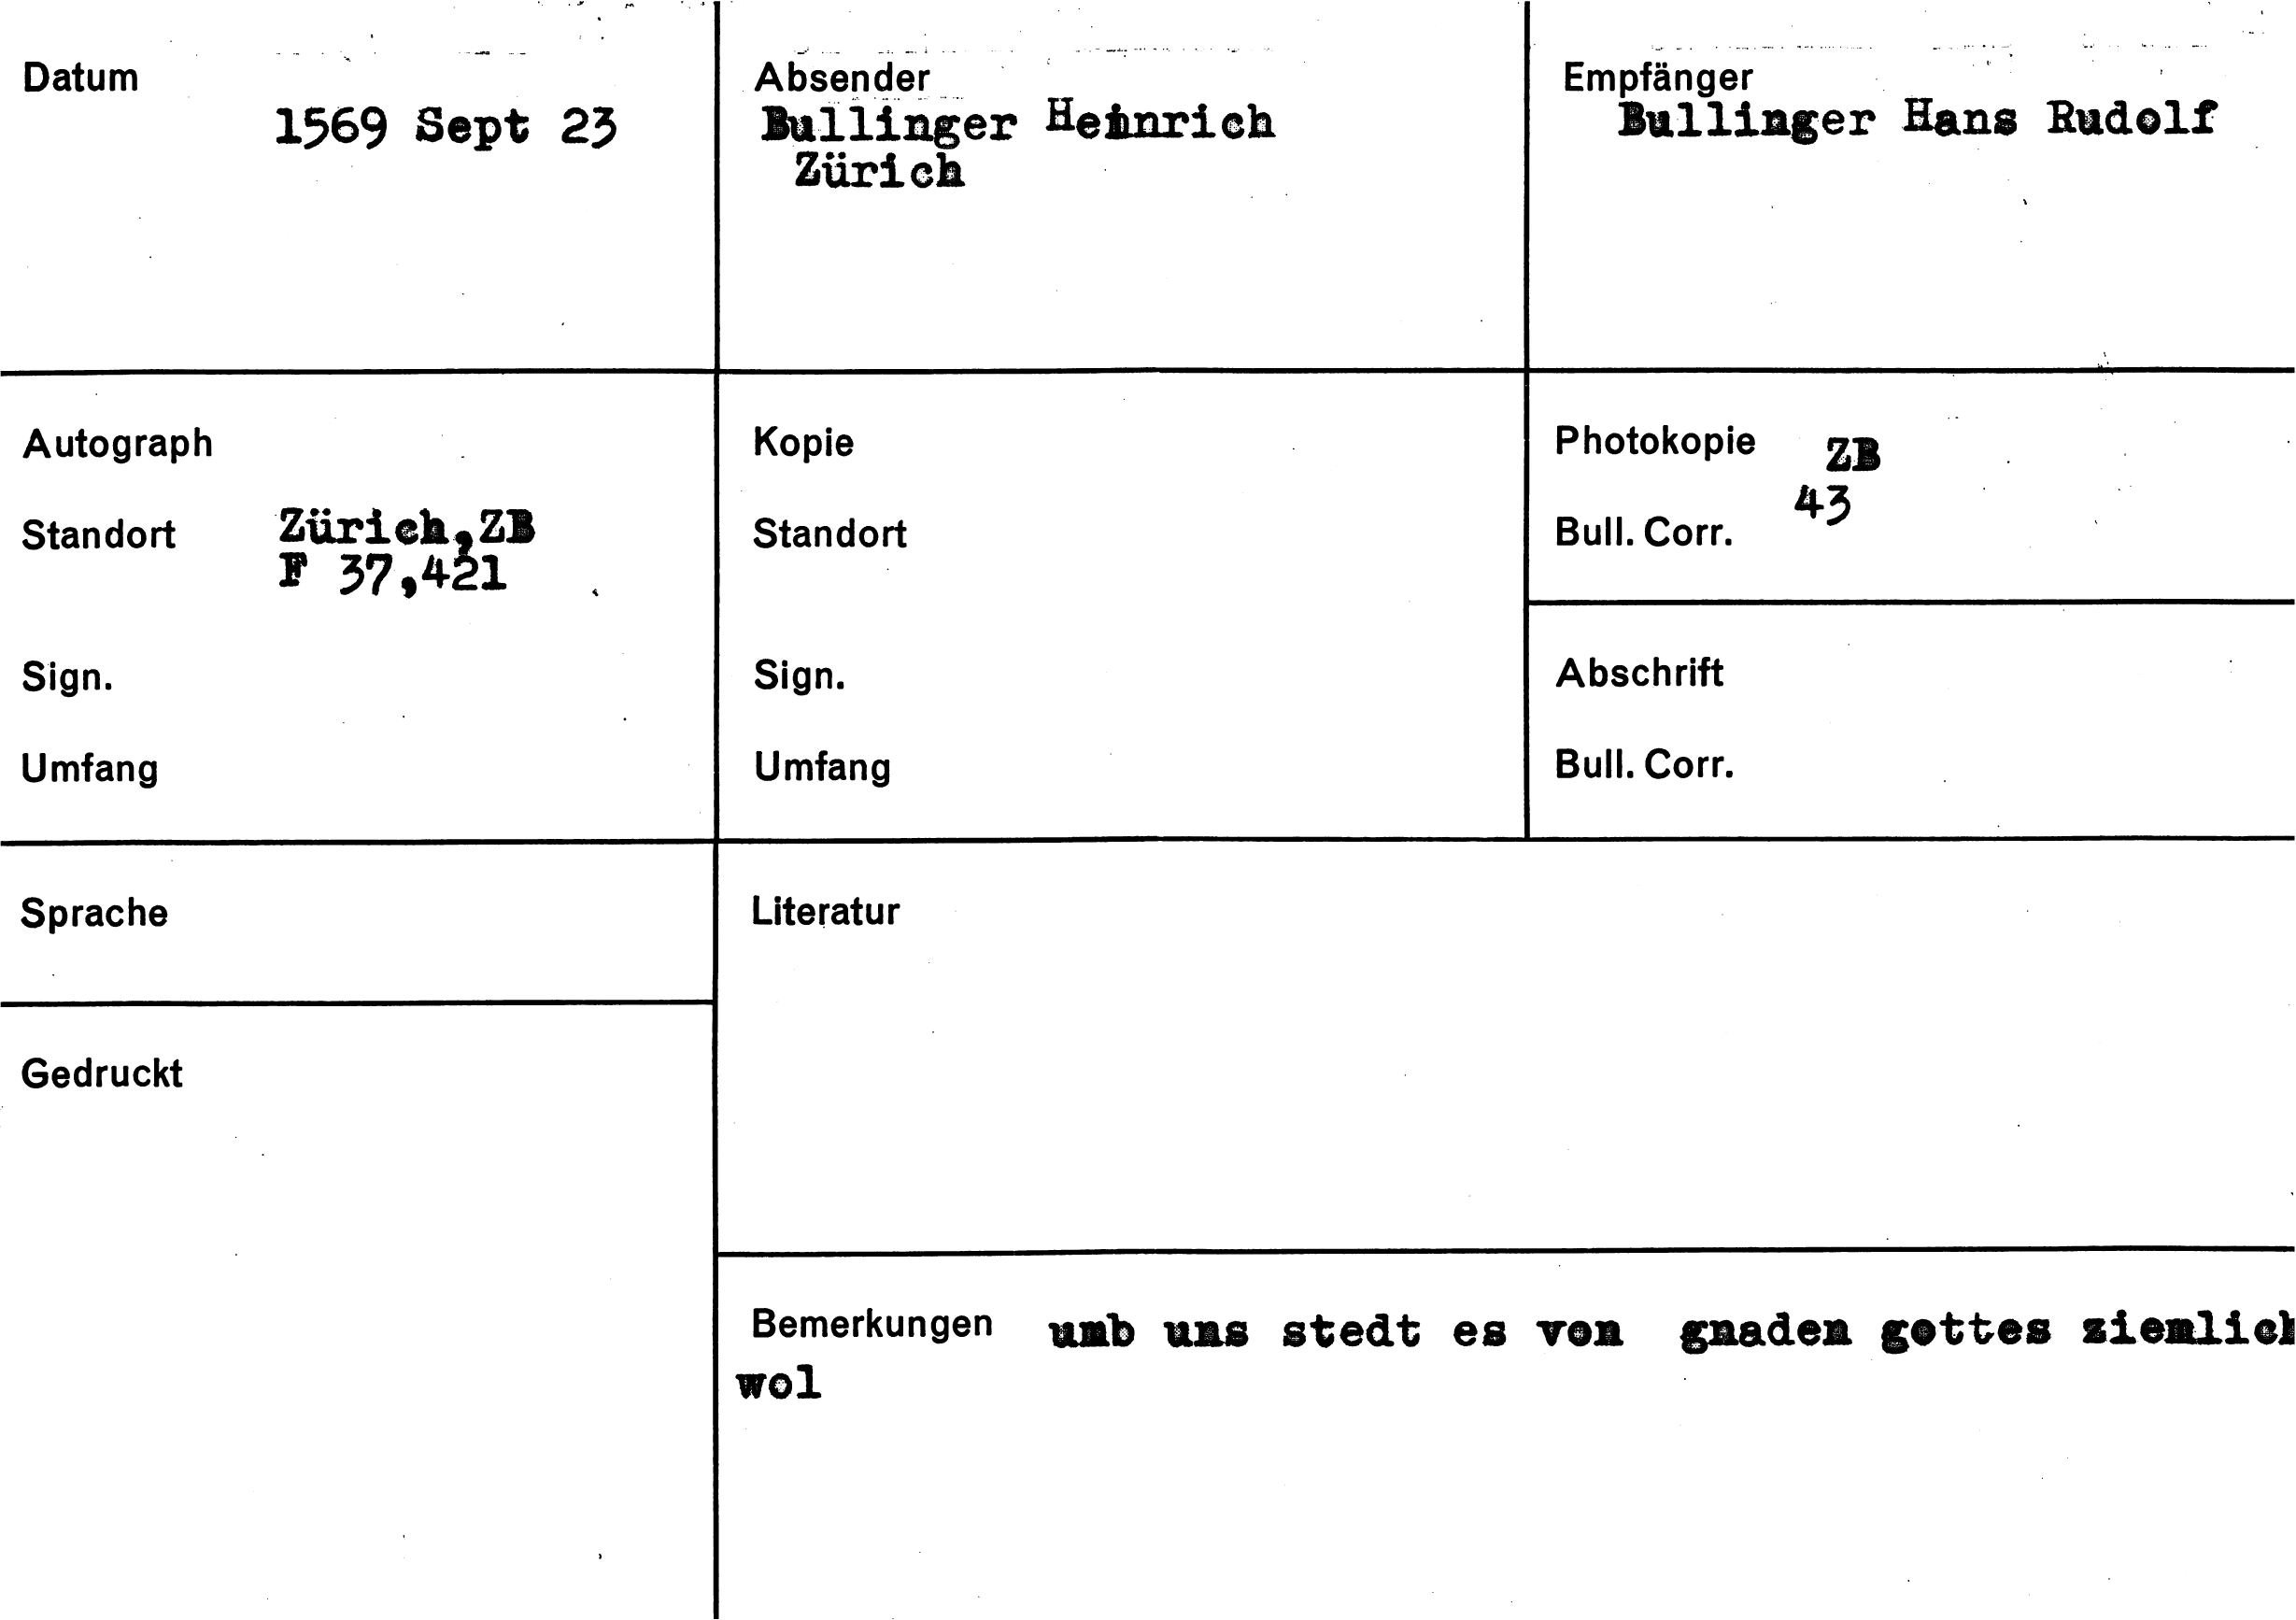 Datum
1569 Sept 23
Absender
Bullinger Heinrich
Zürich
Empfänger
Bullinger Hans Rudolf
Autograph
Standort Zürich,ZB
F 37,421
Sign.
Umfang
Kopie
Standort
Sign.
Umfang
Photokopie ZB
43
Bull. Corr.
Abschrift
Bull. Corr.
Sprache
Gedruckt
Literatur
Bemerkungen umb uns stedt es von gnaden gottes ziemlich
wol